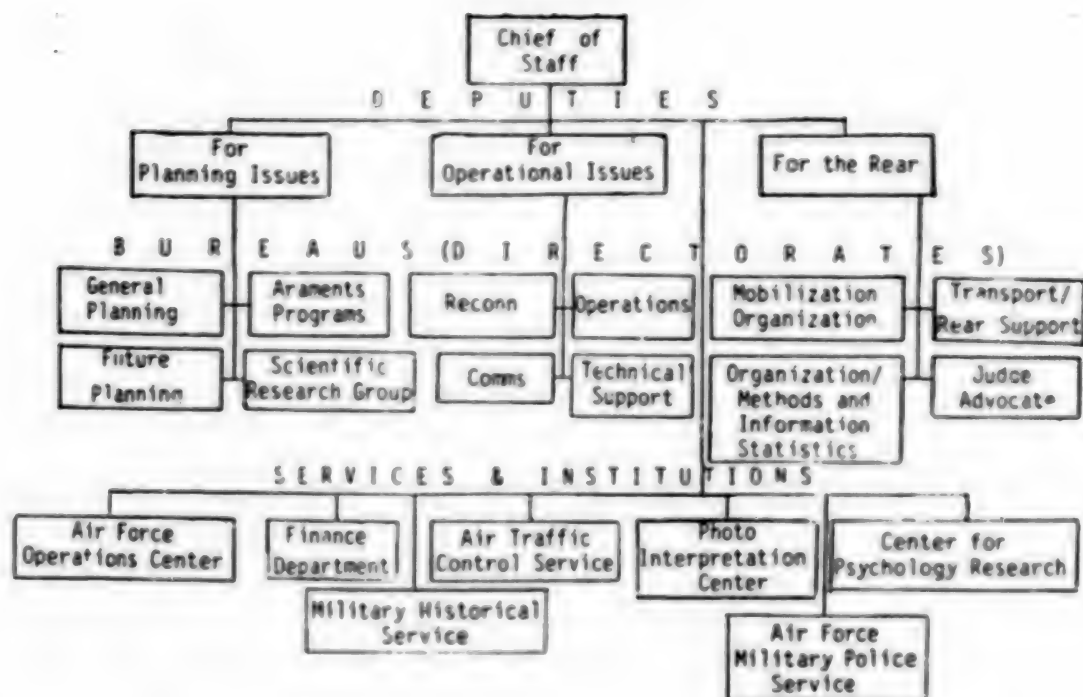 Chief of
Staff
D E P U T I E S
For
Planning Issues
For
Operational Issues
For the Rear
B U R E A U S (D I R E C T O R A T E S)
General
Planning
Araments
Programs
Reconn
Operations
Mobilization
Organization
Transport/
Rear Support
Future
Planning
Scientific
Research Group
Comms
Technical
Support
Organization/
Methods and
Information
Statistics
Judge
Advocate
S E R V I C E S & I N S T I T U T I O N S
Air Force
Operations Center
Finance
Department
Air Traffic
Control Service
Photo
Interpretation
Center
Center for
Psychology Research
Military Historical
Service
Air Force
Military Police
Service